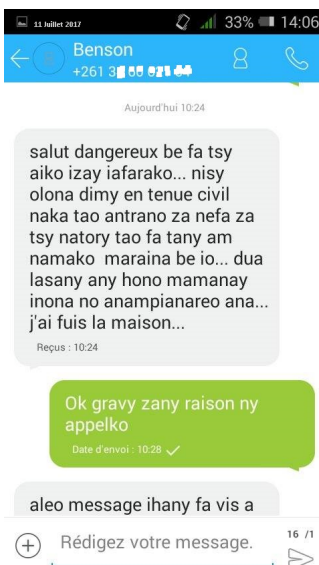 11 Juillet 2017 33% 14:06
Benson
+261 3
Aujourd'hui 10:24
salut dangereux be fa tsy
aiko izay iafarako... nisy
olona dimy en tenue civil
naka tao antrano za nefa za
tsy natory tao fa tany am
namako maraina be io... dua
lasany any hono mamanay
inona no anampianareo ana...
j'ai fuis la maison...
Reçus : 10:24
Ok gravy zany raison ny
appelko
Date d'envoi : 10:28
aleo message ihany fa vis a
Rédigez votre message.
16 /1